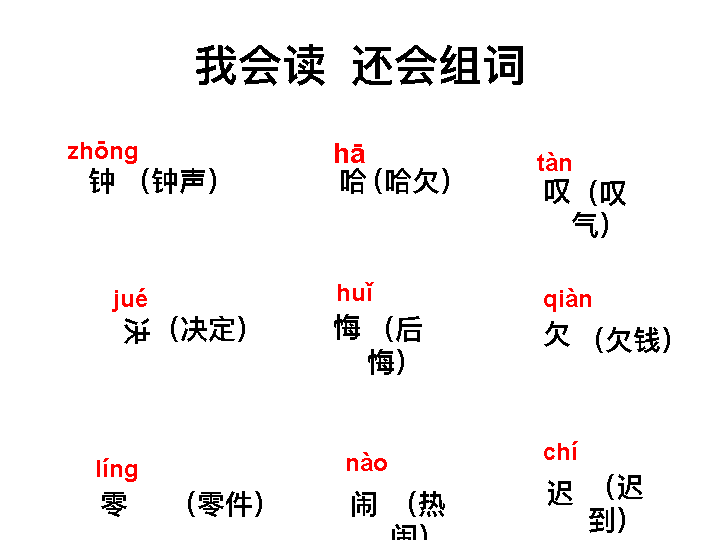 我会读 还会组词
zhōng
钟 （钟声）
hā
哈（哈欠）
tàn
叹（叹
气）
jué
决（决定）
huǐ
悔（后
悔）
qiàn
欠（欠钱）
líng
零 （零件）
nào
闹（热
闹）
chí
迟（迟
到）